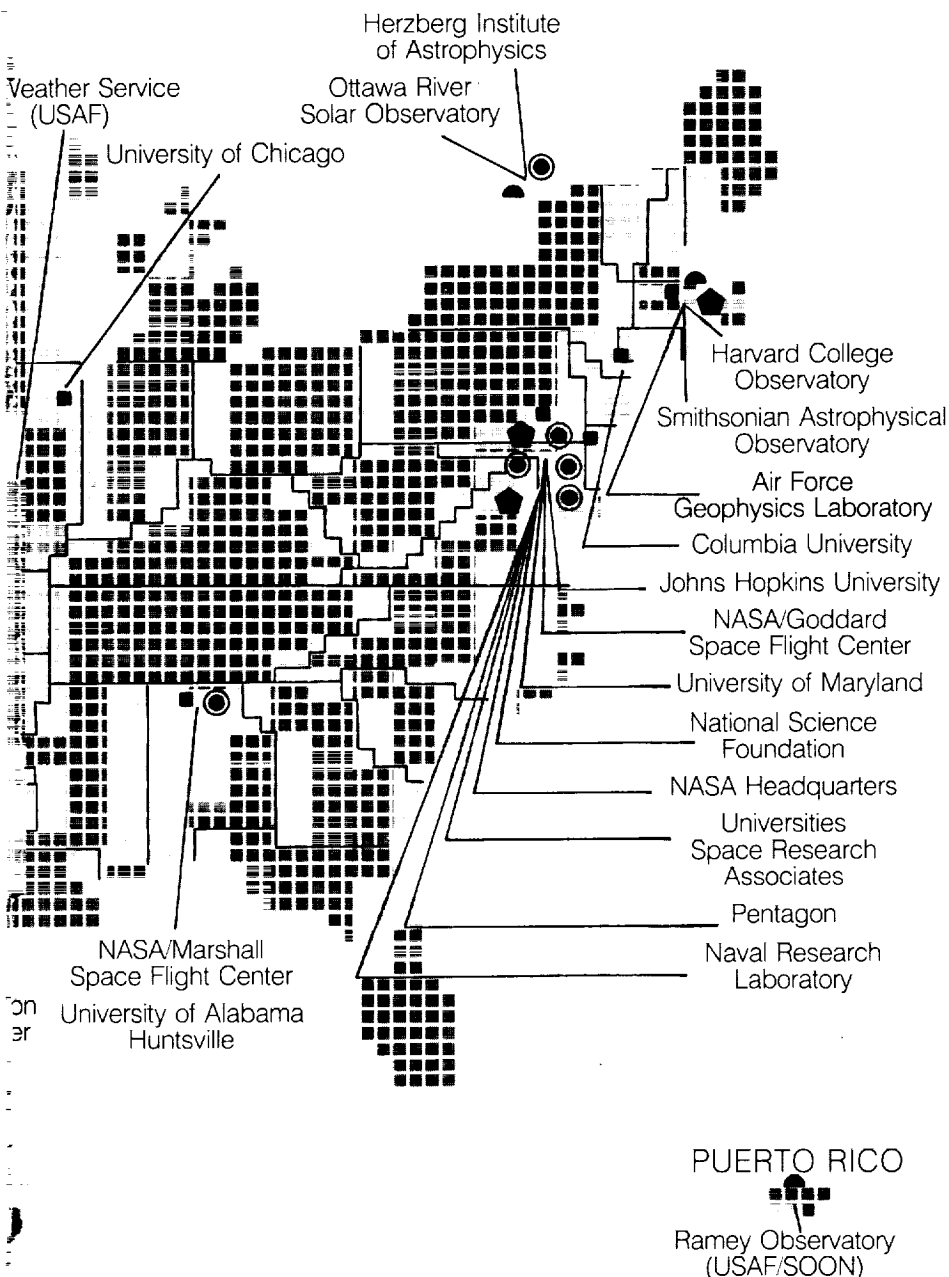 Herzberg Institute
of Astrophysics
Weather Service
(USAF)
Ottawa River
Solar Observatory
University of Chicago
Harvard College
Observatory
Smithsonian Astrophysical
Observatory
Air Force
Geophysics Laboratory
Columbia University
Johns Hopkins University
NASA/Goddard
Space Flight Center
University of Maryland
National Science
Foundation
NASA Headquarters
Universities
Space Research
Associates
Pentagon
Naval Research
Laboratory
NASA/Marshall
Space Flight Center
University of Alabama
Huntsville
PUERTO RICO
Ramey Observatory
(USAF/SOON)